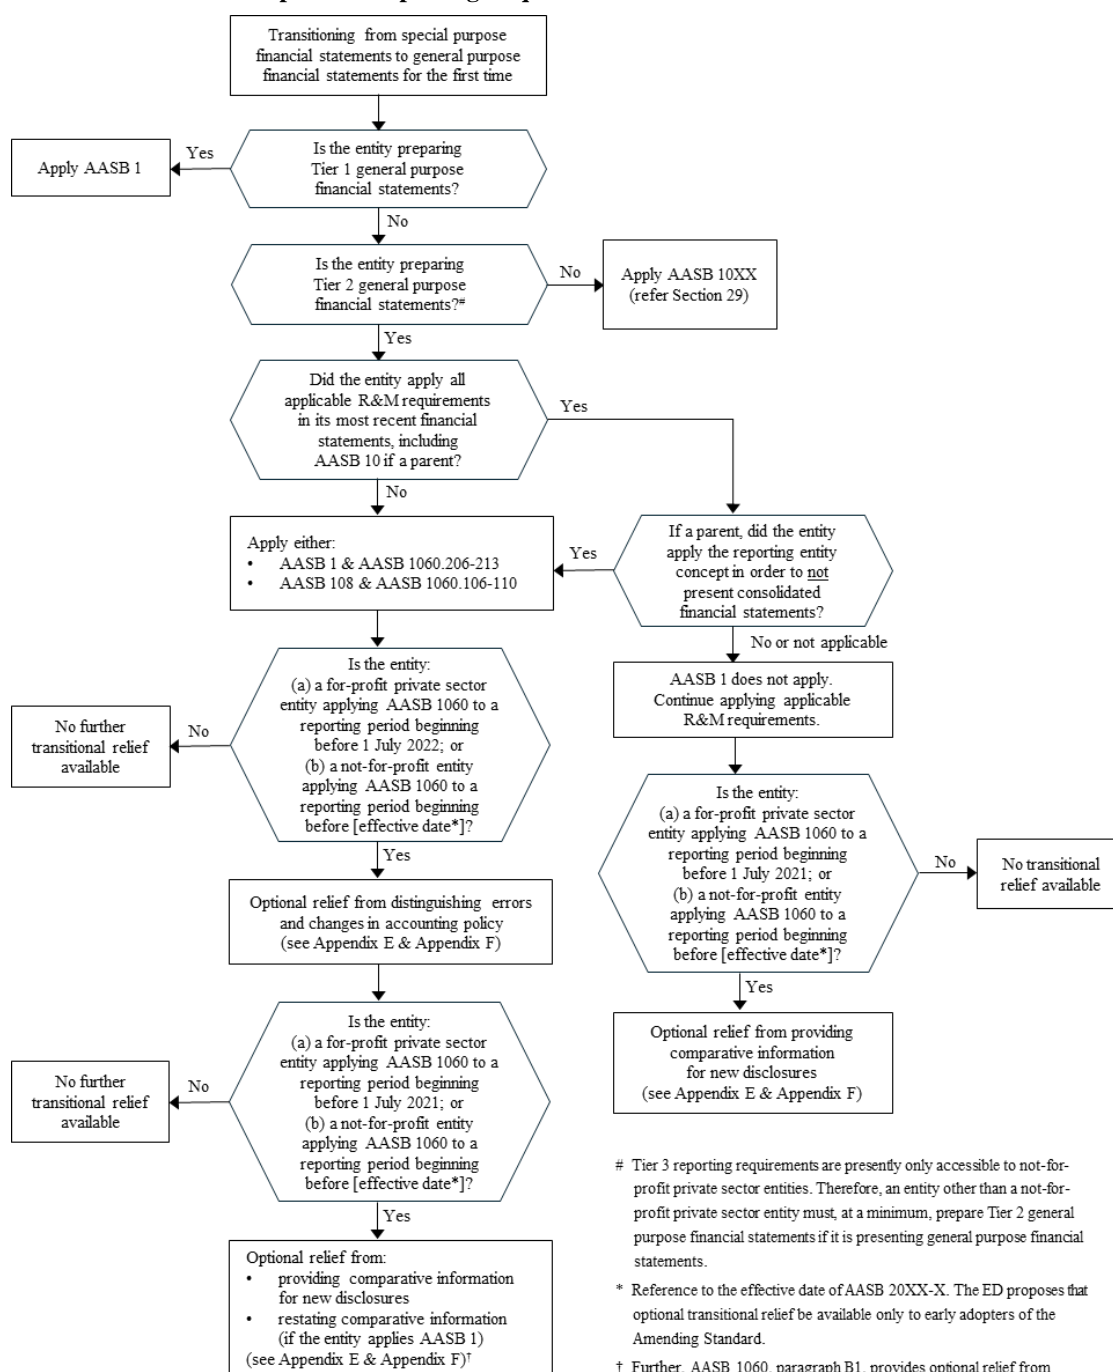 Transitioning from special purpose
financial statements to general purpose
financial statements for the first time
Is the entity preparing
Tier 1 general purpose
financial statements?
Yes
Apply AASB 1
No
Is the entity preparing
Tier 2 general purpose
financial statements?#
No
Apply AASB 10XX
(refer Section 29)
Yes
Did the entity apply all
applicable R&M requirements
in its most recent financial
statements, including
AASB 10 if a parent?
Yes
No
Apply either:
• AASB 1 & AASB 1060.206-213
• AASB 108 & AASB 1060.106-110
Yes
If a parent, did the entity
apply the reporting entity
concept in order to not
present consolidated
financial statements?
No or not applicable
AASB 1 does not apply.
Continue applying applicable
R&M requirements.
Is the entity:
(a) a for-profit private sector
entity applying AASB 1060 to a
reporting period beginning
before 1 July 2022; or
(b) a not-for-profit entity
applying AASB 1060 to a
reporting period beginning
before [effective date*]?
No
No further
transitional relief
available
Yes
Is the entity:
(a) a for-profit private sector
entity applying AASB 1060 to a
reporting period beginning
before 1 July 2021; or
(b) a not-for-profit entity
applying AASB 1060 to a
reporting period beginning
before [effective date*]?
No
No transitional
relief available
Yes
Optional relief from distinguishing errors
and changes in accounting policy
(see Appendix E & Appendix F)
Optional relief from providing
comparative information
for new disclosures
(see Appendix E & Appendix F)
Is the entity:
(a) a for-profit private sector
entity applying AASB 1060 to a
reporting period beginning
before 1 July 2021; or
(b) a not-for-profit entity
applying AASB 1060 to a
reporting period beginning
before [effective date*]?
No
No further
transitional relief
available
Yes
Optional relief from:
• providing comparative information
for new disclosures
• restating comparative information
(if the entity applies AASB 1)
(see Appendix E & Appendix F)†
# Tier 3 reporting requirements are presently only accessible to not-for-
profit private sector entities. Therefore, an entity other than a not-for-
profit private sector entity must, at a minimum, prepare Tier 2 general
purpose financial statements if it is presenting general purpose financial
statements.
* Reference to the effective date of AASB 20XX-X. The ED proposes that
optional transitional relief be available only to early adopters of the
Amending Standard.
† Further, AASB 1060, paragraph B1, provides optional relief from